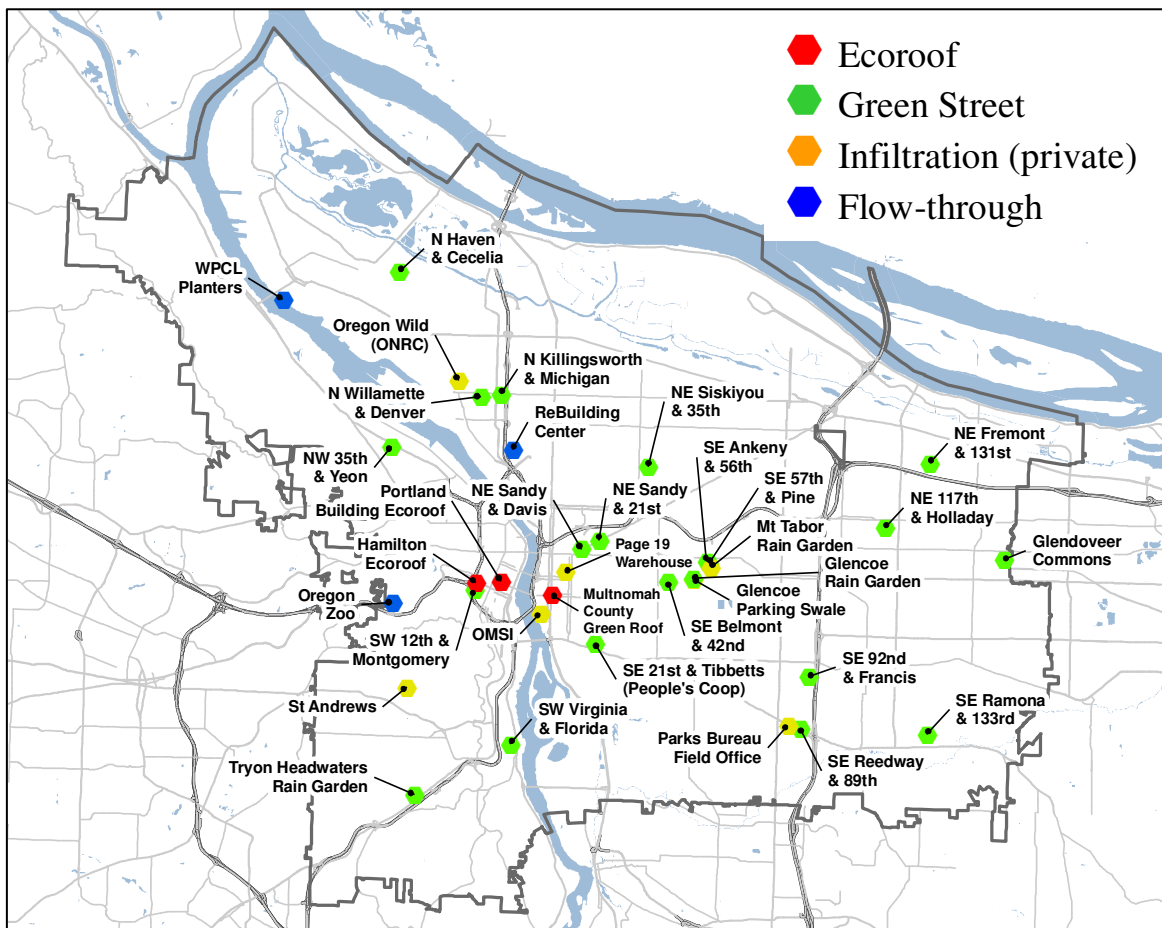 Ecoroof
Green Street
Infiltration (private)
Flow-through
N Haven
& Cecelia
WPCL
Planters
Oregon Wild
(ONRC)
N Killingsworth
& Michigan
N Willamette
& Denver
ReBuilding
Center
NE Siskiyou
& 35th
NE Fremont
& 131st
SE Ankeny
& 56th
NW 35th
& Yeon
SE 57th
& Pine
Portland
Building Ecoroof
NE Sandy
& Davis
NE Sandy
& 21st
NE 117th
& Holladay
Mt Tabor
Rain Garden
Hamilton
Ecoroof
Page 19
Warehouse
Glendoveer
Commons
Glencoe
Rain Garden
Oregon
Zoo
Multnomah
County
Green Roof
Glencoe
Parking Swale
OMSI
SW 12th &
Montgomery
SE Belmont
& 42nd
SE 21st & Tibbetts
(People's Coop)
SE 92nd
& Francis
St Andrews
SW Virginia
& Florida
SE Ramona
& 133rd
Parks Bureau
Field Office
SE Reedway
& 89th
Tryon Headwaters
Rain Garden